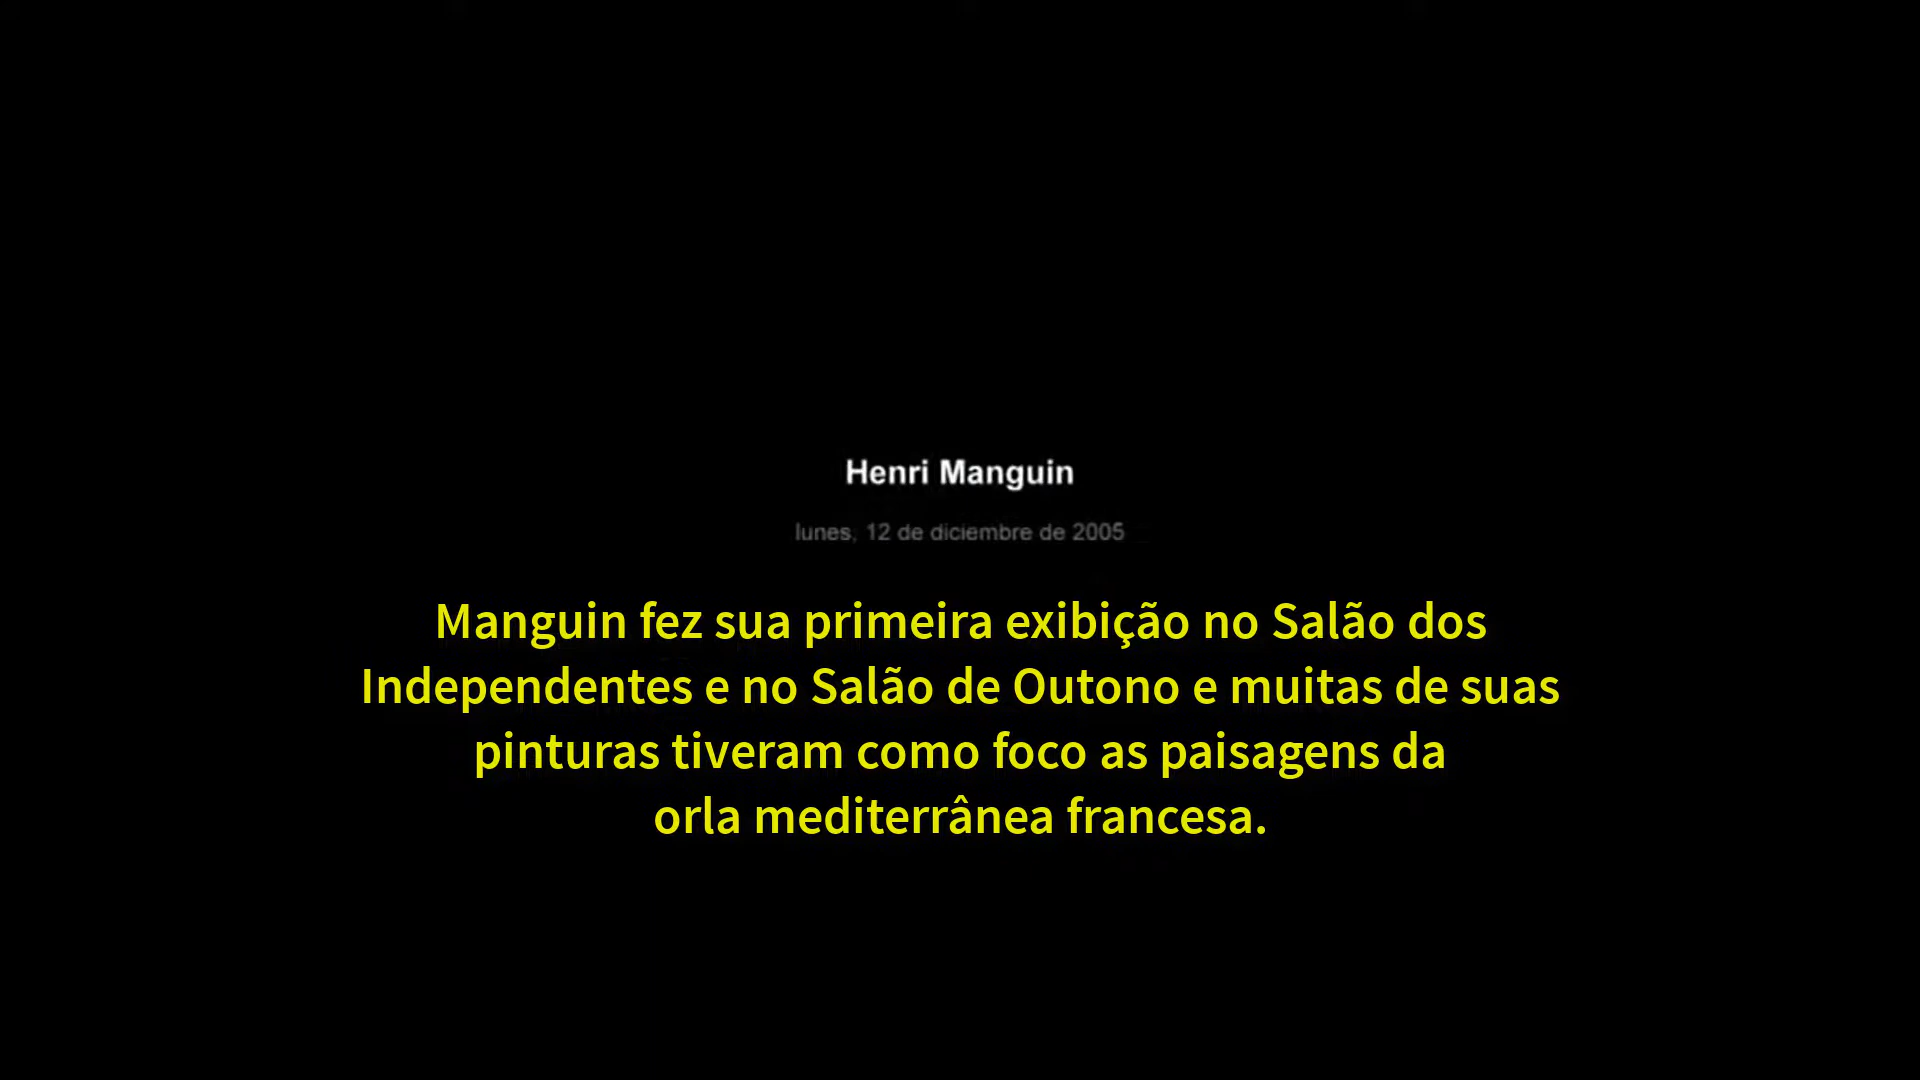 Henri Manguin
lunes, 12 de diciembre de 2005
Manguin fez sua primeira exibição no Salão dos
Independentes e no Salão de Outono e muitas de suas
pinturas tiveram como foco as paisagens da
orla mediterrânea francesa.